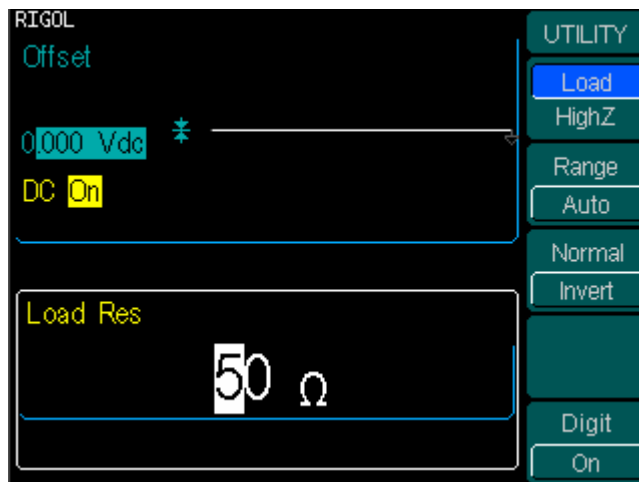 RIGOL
Offset
0.000 Vdc
DC On
Load Res
50 Ω
UTILITY
Load
HighZ
Range
Auto
Normal
Invert
Digit
On